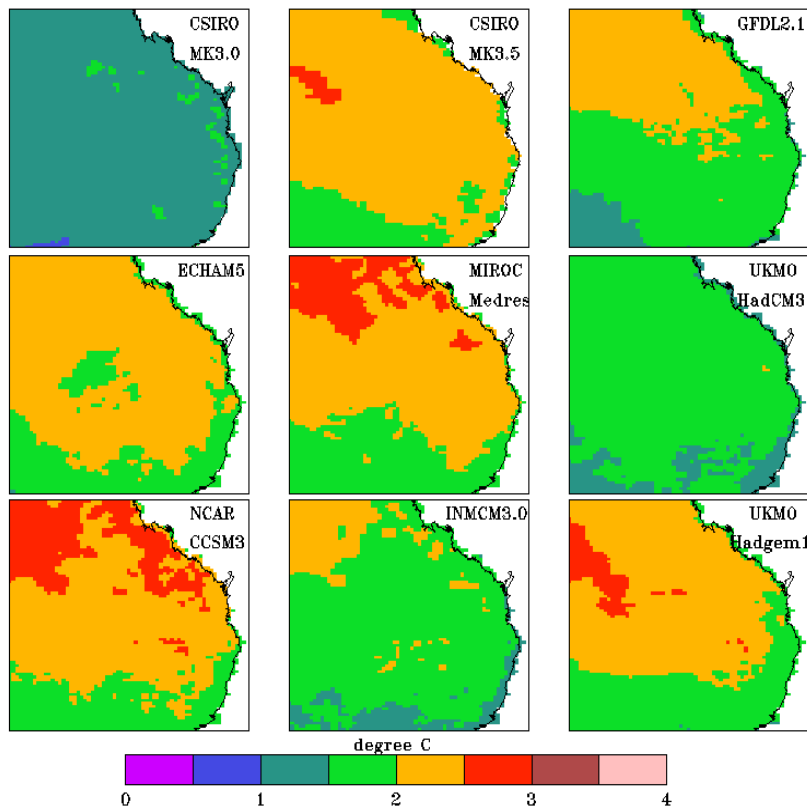 CSIRO
MK3.0
CSIRO
MK3.5
GFDL2.1
ECHAM5
MIROC
Medres
UKMO
HadCM3
NCAR
CCSM3
INMCM3.0
UKMO
Hadgem1
degree C
0 1 2 3 4